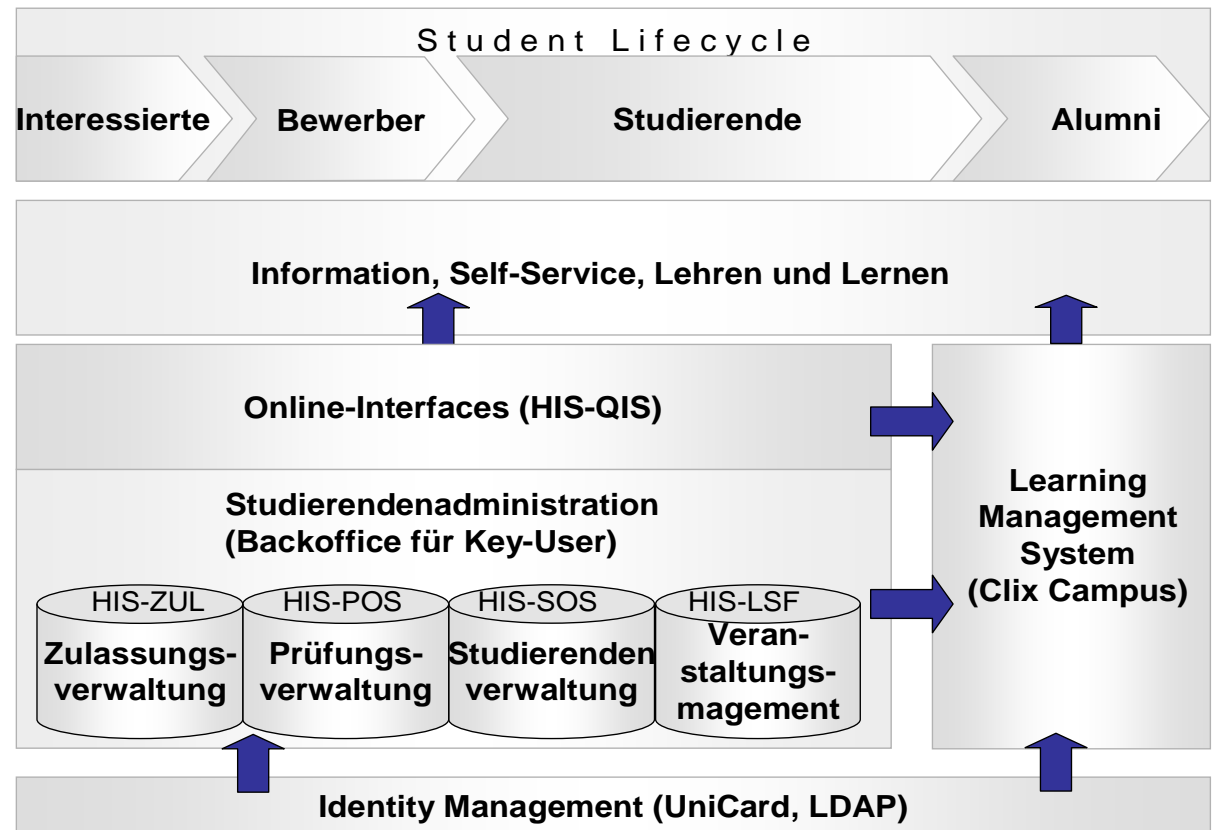 Student Lifecycle
Interessierte
Bewerber
Studierende
Alumni
Information, Self-Service, Lehren und Lernen
Online-Interfaces (HIS-QIS)
Studierendenadministration
(Backoffice für Key-User)
HIS-ZUL
Zulassungs-
verwaltung
HIS-POS
Prüfungs-
verwaltung
HIS-SOS
Studierenden
verwaltung
HIS-LSF
Veran-
staltungs-
magement
Learning
Management
System
(Clix Campus)
Identity Management (UniCard, LDAP)